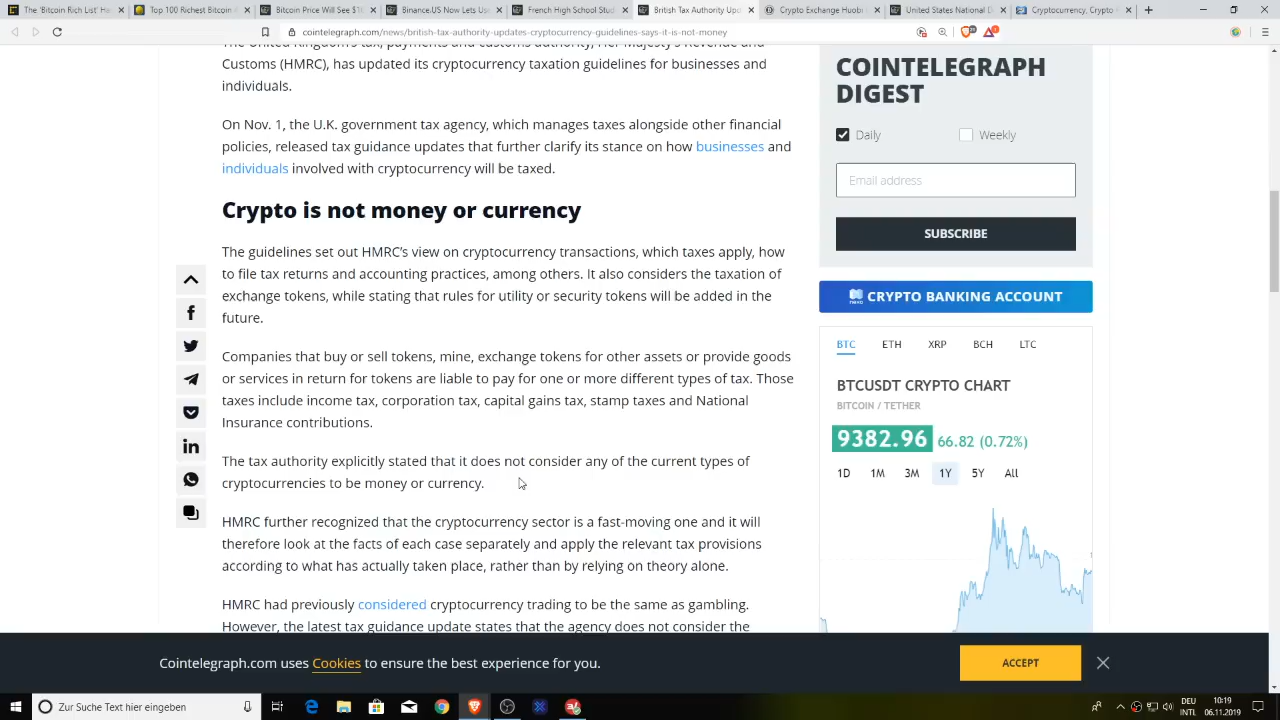 The 'Bitcoin Rich List' He
Top 100 Richest Bitcoin A
Bitcoin Price Will See $1
Binance.US Now Lets Use
French High School Stude
British Tax Authority Upd
Crypto Exchange Huobi
United States National De
Cryptocurrency, Crypto F
cointelegraph.com/news/british-tax-authority-updates-cryptocurrency-guidelines-says-it-is-not-money
The United Kingdom's tax, payments and customs authority, Her Majesty's Revenue and
Customs (HMRC), has updated its cryptocurrency taxation guidelines for businesses and
individuals.
On Nov. 1, the U.K. government tax agency, which manages taxes alongside other financial
policies, released tax guidance updates that further clarify its stance on how businesses and
individuals involved with cryptocurrency will be taxed.
Crypto is not money or currency
The guidelines set out HMRC's view on cryptocurrency transactions, which taxes apply, how
to file tax returns and accounting practices, among others. It also considers the taxation of
exchange tokens, while stating that rules for utility or security tokens will be added in the
future.
Companies that buy or sell tokens, mine, exchange tokens for other assets or provide goods
or services in return for tokens are liable to pay for one or more different types of tax. Those
taxes include income tax, corporation tax, capital gains tax, stamp taxes and National
Insurance contributions.
The tax authority explicitly stated that it does not consider any of the current types of
cryptocurrencies to be money or currency.
HMRC further recognized that the cryptocurrency sector is a fast-moving one and it will
therefore look at the facts of each case separately and apply the relevant tax provisions
according to what has actually taken place, rather than by relying on theory alone.
HMRC had previously considered cryptocurrency trading to be the same as gambling.
However, the latest tax guidance update states that the agency does not consider the
COINTELEGRAPH
DIGEST
Daily
Weekly
Email address
SUBSCRIBE
CRYPTO BANKING ACCOUNT
BTC ETH XRP BCH LTC
BTCUSDT CRYPTO CHART
BITCOIN / TETHER
9382.96 66.82 (0.72%)
1D 1M 3M 1Y 5Y All
Cointelegraph.com uses Cookies to ensure the best experience for you.
ACCEPT
Zur Suche Text hier eingeben
DEU
INTL
10:19
06.11.2019